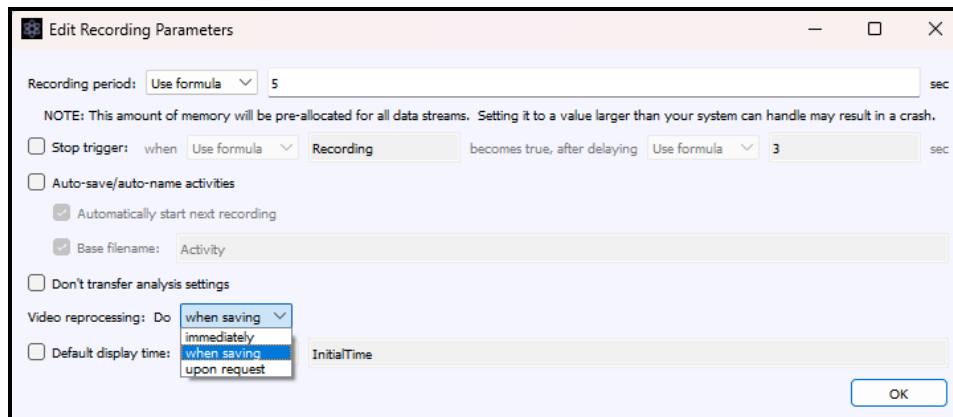 Edit Recording Parameters
Recording period: Use formula 5 sec
NOTE: This amount of memory will be pre-allocated for all data streams. Setting it to a value larger than your system can handle may result in a crash.
Stop trigger: when Use formula Recording becomes true, after delaying Use formula 3 sec
Auto-save/auto-name activities
Automatically start next recording
Base filename: Activity
Don't transfer analysis settings
Video reprocessing: Do when saving
immediately
Default display time: when saving InitialTime
upon request
OK